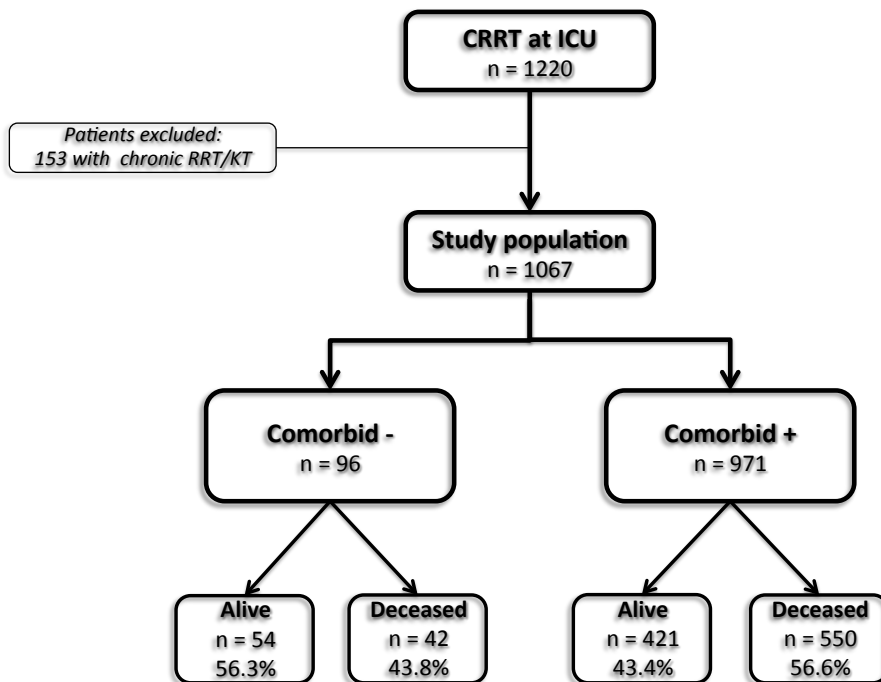 CRRT at ICU
n = 1220
Patients excluded:
153 with chronic RRT/KT
Study population
n = 1067
Comorbid -
n = 96
Comorbid +
n = 971
Alive
n = 54
56.3%
Deceased
n = 42
43.8%
Alive
n = 421
43.4%
Deceased
n = 550
56.6%